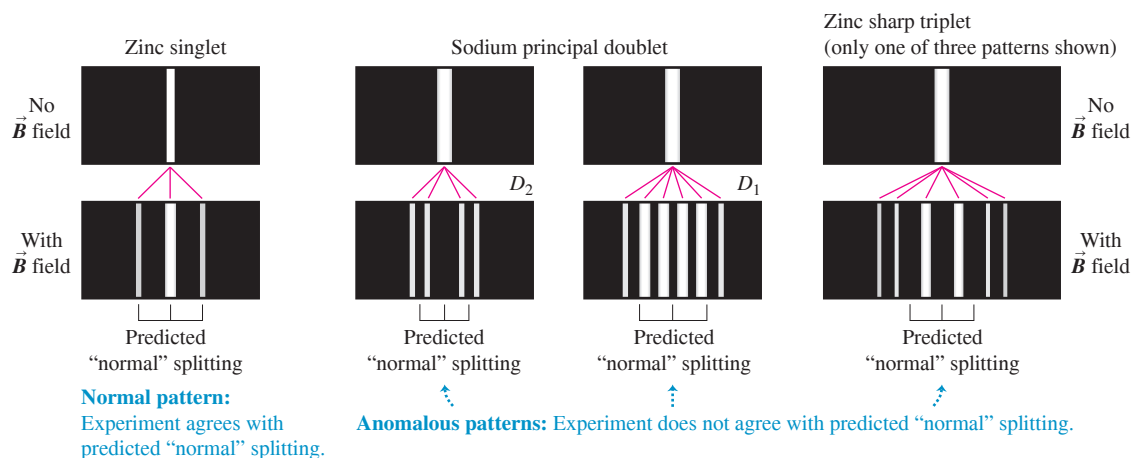 Zinc singlet
Sodium principal doublet
Zinc sharp triplet
(only one of three patterns shown)
No
B⃗ field
No
B⃗ field
D₂
D₁
With
B⃗ field
With
B⃗ field
Predicted
“normal” splitting
Predicted
“normal” splitting
Predicted
“normal” splitting
Predicted
“normal” splitting
Normal pattern:
Experiment agrees with
predicted “normal” splitting.
Anomalous patterns: Experiment does not agree with predicted “normal” splitting.